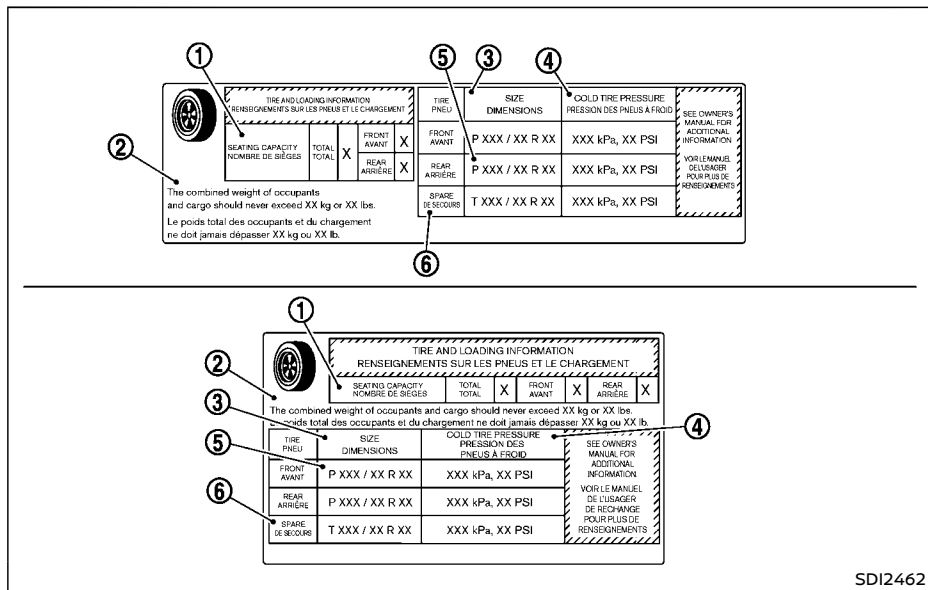 ①
②
③
④
⑤
⑥
TIRE AND LOADING INFORMATION
RENSEIGNEMENTS SUR LES PNEUS ET LE CHARGEMENT
SEATING CAPACITY
NOMBRE DE SIÈGES
TOTAL
TOTAL
X
FRONT
AVANT
X
REAR
ARRIÈRE
X
The combined weight of occupants
and cargo should never exceed XX kg or XX lbs.
Le poids total des occupants et du chargement
ne doit jamais dépasser XX kg ou XX lb.
TIRE
PNEU
SIZE
DIMENSIONS
COLD TIRE PRESSURE
PRESSION DES PNEUS À FROID
FRONT
AVANT
P XXX / XX R XX
XXX kPa, XX PSI
REAR
ARRIÈRE
P XXX / XX R XX
XXX kPa, XX PSI
SPARE
DE SECOURS
T XXX / XX R XX
XXX kPa, XX PSI
SEE OWNER'S
MANUAL FOR
ADDITIONAL
INFORMATION
VOIR LE MANUEL
DE L'USAGER
POUR PLUS DE
RENSEIGNEMENTS
①
②
③
④
⑤
⑥
TIRE AND LOADING INFORMATION
RENSEIGNEMENTS SUR LES PNEUS ET LE CHARGEMENT
SEATING CAPACITY
NOMBRE DE SIÈGES
TOTAL
TOTAL
X
FRONT
AVANT
X
REAR
ARRIÈRE
X
The combined weight of occupants and cargo should never exceed XX kg or XX lbs.
Le poids total des occupants et du chargement ne doit jamais dépasser XX kg ou XX lb.
TIRE
PNEU
SIZE
DIMENSIONS
COLD TIRE PRESSURE
PRESSION DES
PNEUS À FROID
FRONT
AVANT
P XXX / XX R XX
XXX kPa, XX PSI
REAR
ARRIÈRE
P XXX / XX R XX
XXX kPa, XX PSI
SPARE
DE SECOURS
T XXX / XX R XX
XXX kPa, XX PSI
SEE OWNER'S
MANUAL FOR
ADDITIONAL
INFORMATION
VOIR LE MANUEL
DE L'USAGER
DE RECHANGE
POUR PLUS DE
RENSEIGNEMENTS
SDI2462